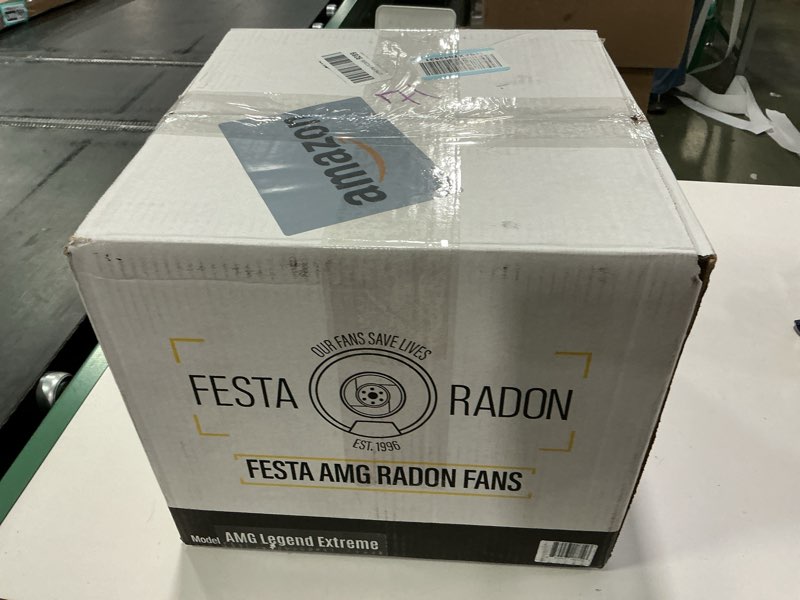 amazon
OUR FANS SAVE LIVES
FESTA RADON
EST. 1996
FESTA AMG RADON FANS
Model AMG Legend Extreme